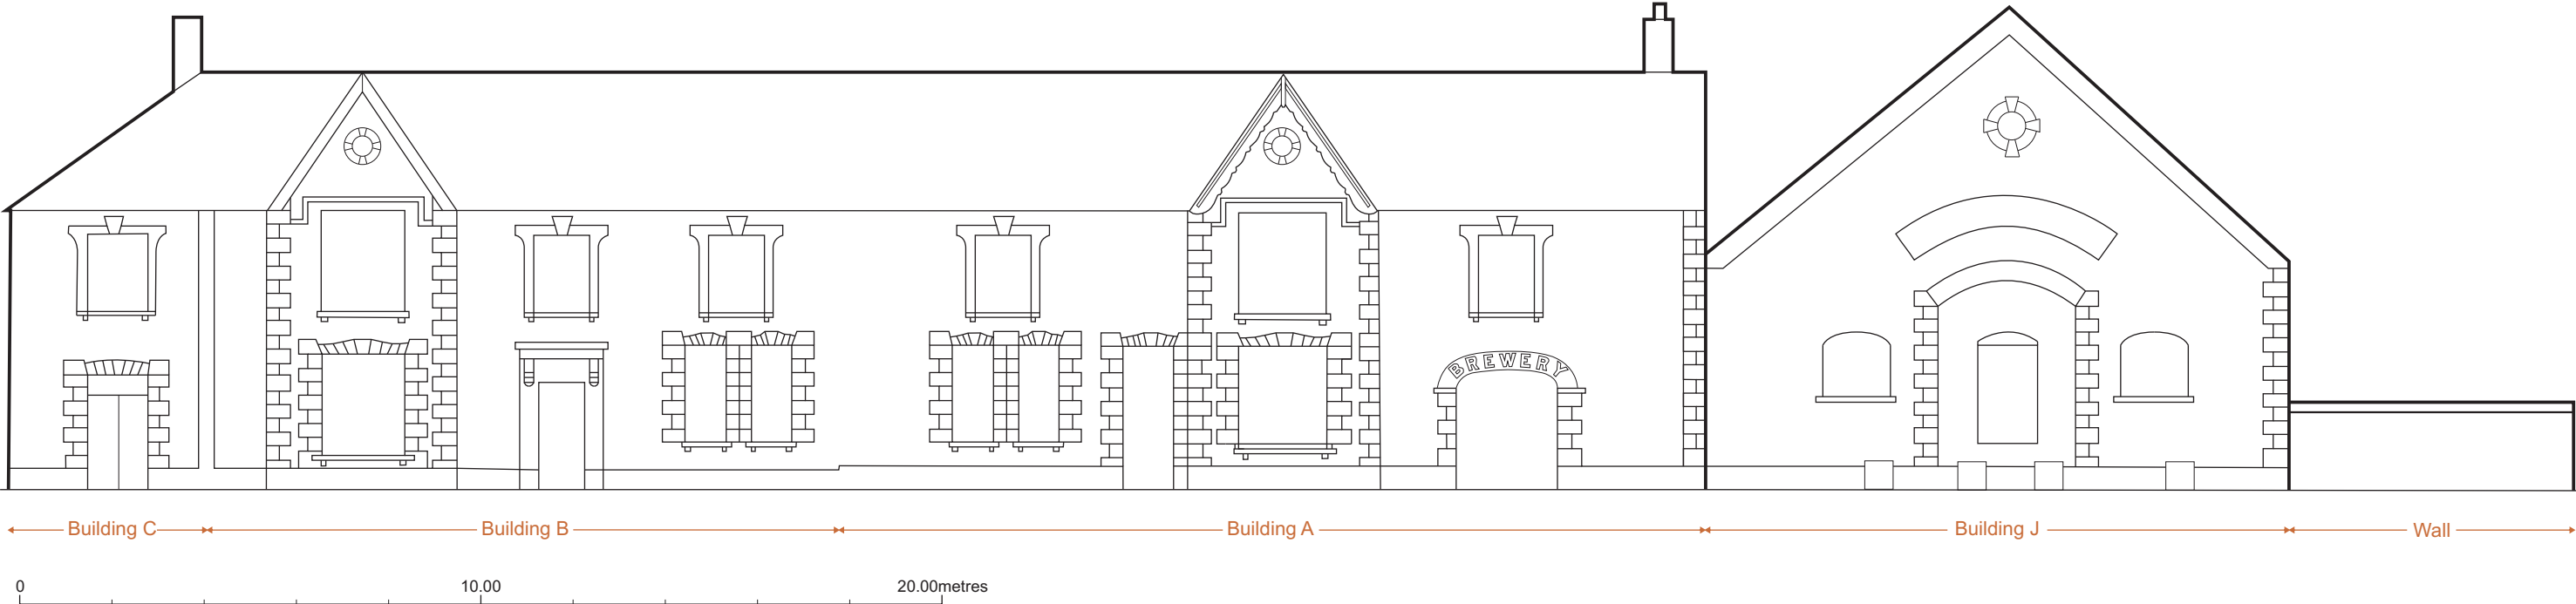 BREWERY
Building C
Building B
Building A
Building J
Wall
0
10.00
20.00metres